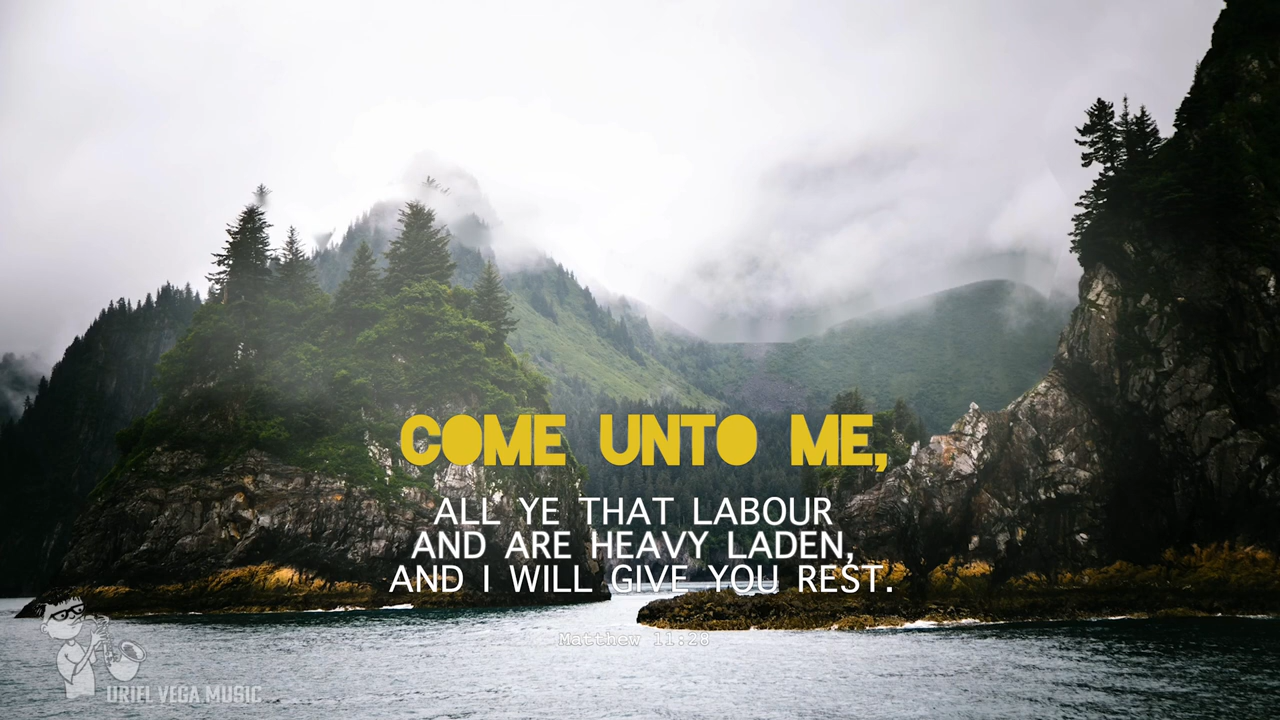 COME UNTO ME,
ALL YE THAT LABOUR
AND ARE HEAVY LADEN,
AND I WILL GIVE YOU REST.
Matthew 11:28
URIEL VEGA MUSIC